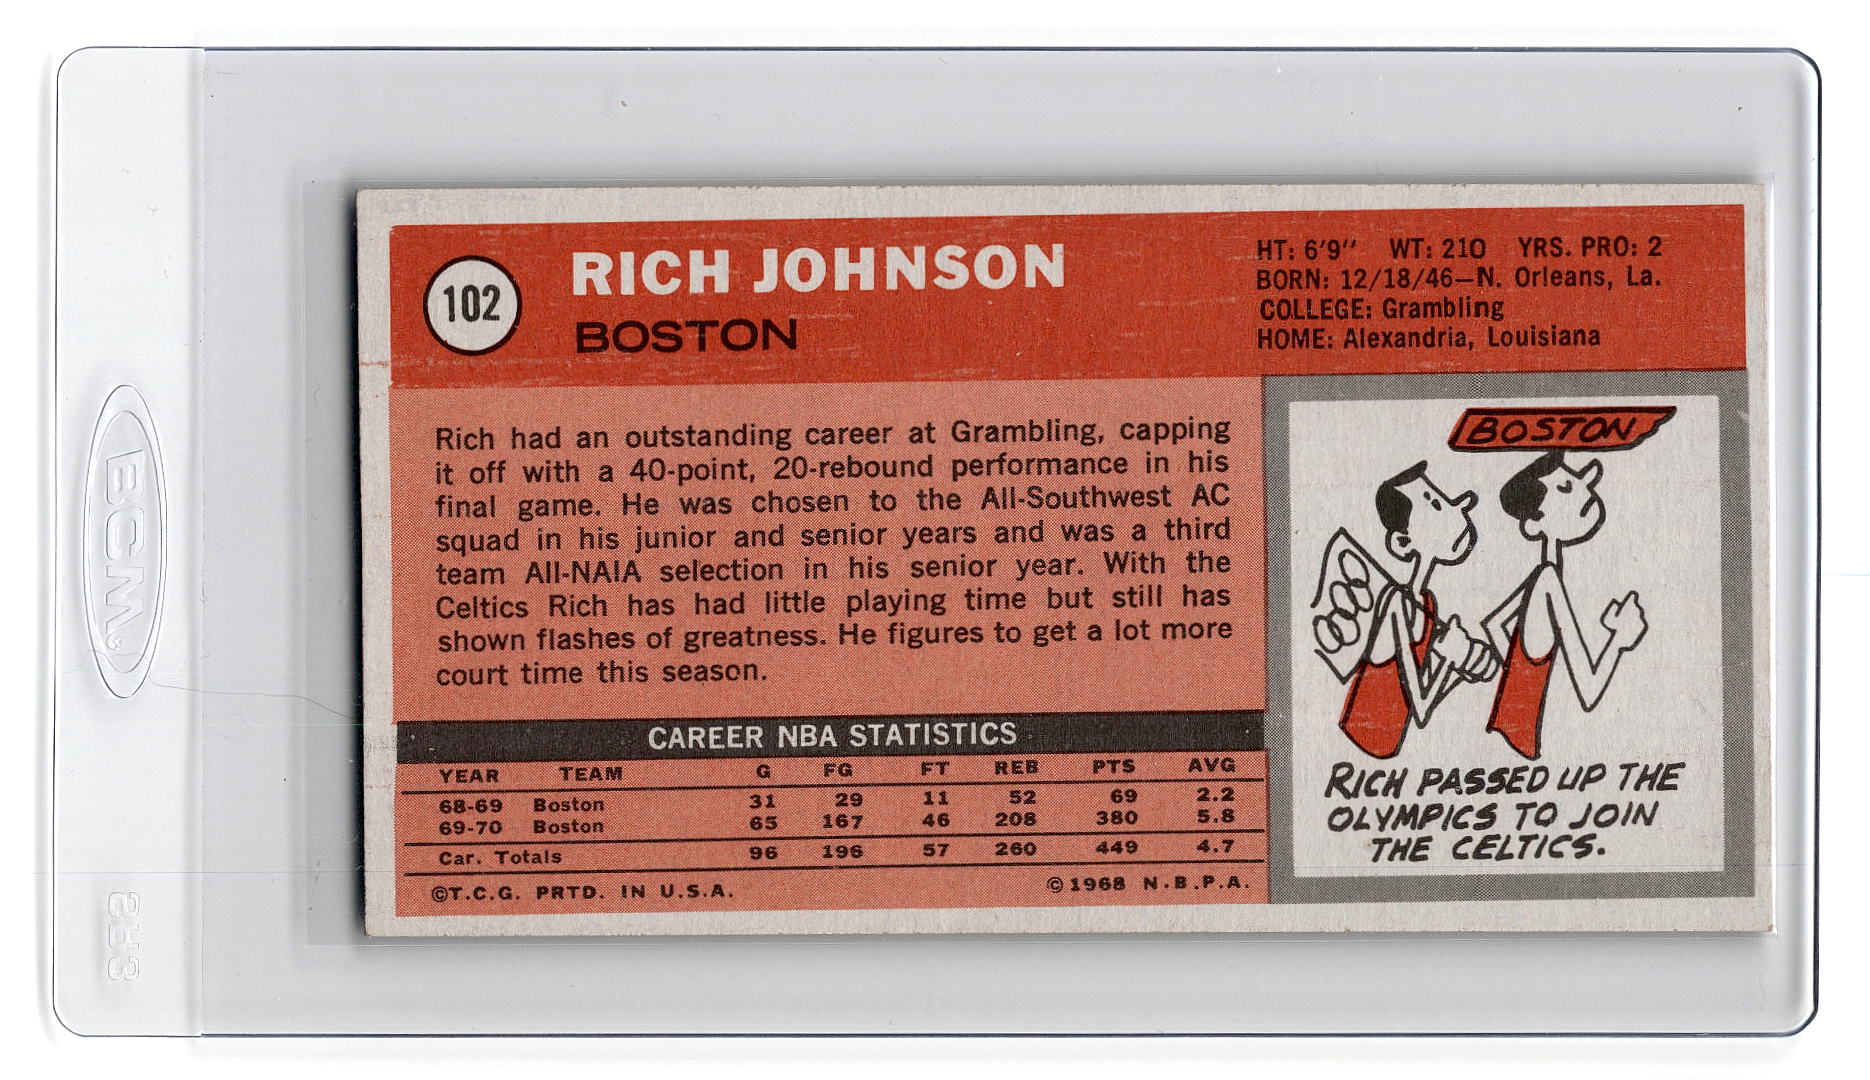 102
RICH JOHNSON
BOSTON
HT: 6'9" WT: 210 YRS. PRO: 2
BORN: 12/18/46—N. Orleans, La.
COLLEGE: Grambling
HOME: Alexandria, Louisiana
Rich had an outstanding career at Grambling, capping
it off with a 40-point, 20-rebound performance in his
final game. He was chosen to the All-Southwest AC
squad in his junior and senior years and was a third
team All-NAIA selection in his senior year. With the
Celtics Rich has had little playing time but still has
shown flashes of greatness. He figures to get a lot more
court time this season.
CAREER NBA STATISTICS
YEAR TEAM G FG FT REB PTS AVG
68-69 Boston 31 29 11 52 69 2.2
69-70 Boston 65 167 46 208 380 5.8
Car. Totals 96 196 57 260 449 4.7
©T.C.G. PRTD. IN U.S.A. ©1968 N.B.P.A.
BOSTON
RICH PASSED UP THE
OLYMPICS TO JOIN
THE CELTICS.
BCW®